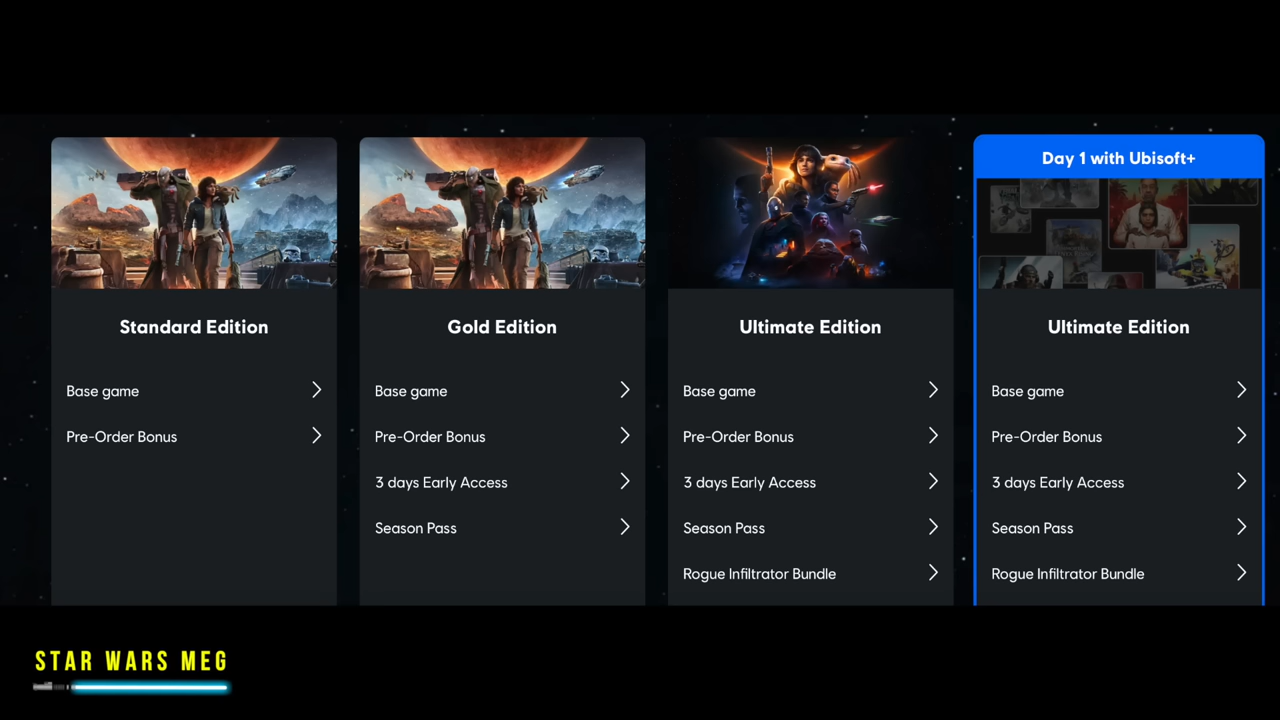 Standard Edition
Base game
Pre-Order Bonus
Gold Edition
Base game
Pre-Order Bonus
3 days Early Access
Season Pass
Ultimate Edition
Base game
Pre-Order Bonus
3 days Early Access
Season Pass
Rogue Infiltrator Bundle
Day 1 with Ubisoft+
Ultimate Edition
Base game
Pre-Order Bonus
3 days Early Access
Season Pass
Rogue Infiltrator Bundle
STAR WARS MEG